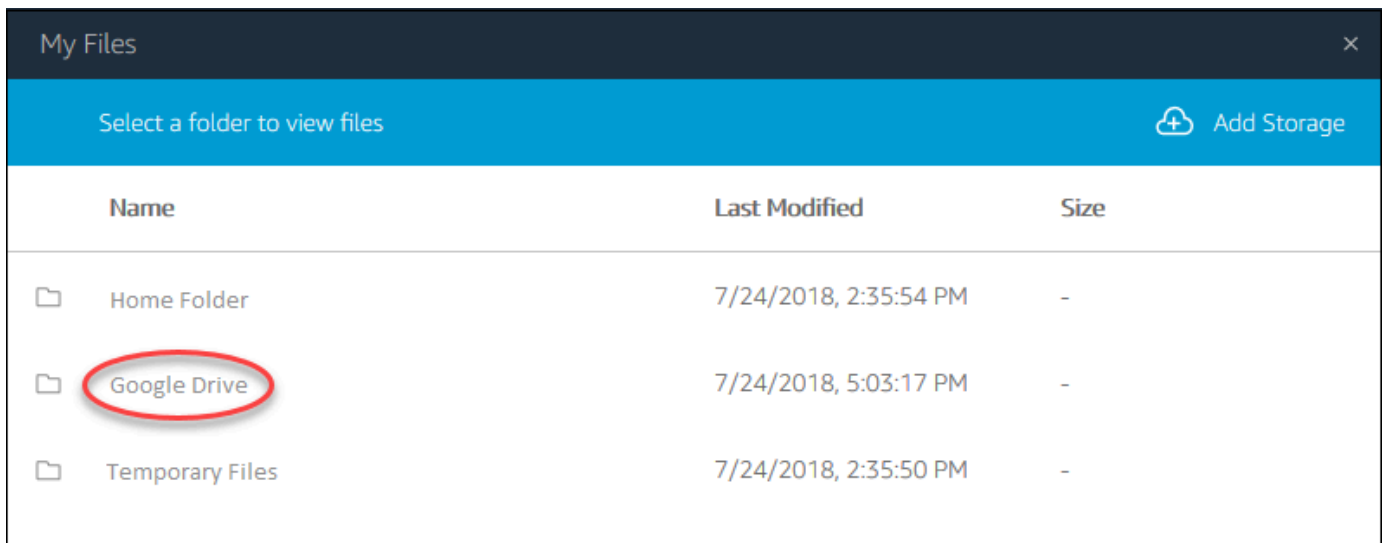 My Files ×
Select a folder to view files Add Storage
Name Last Modified Size
Home Folder 7/24/2018, 2:35:54 PM -
Google Drive 7/24/2018, 5:03:17 PM -
Temporary Files 7/24/2018, 2:35:50 PM -